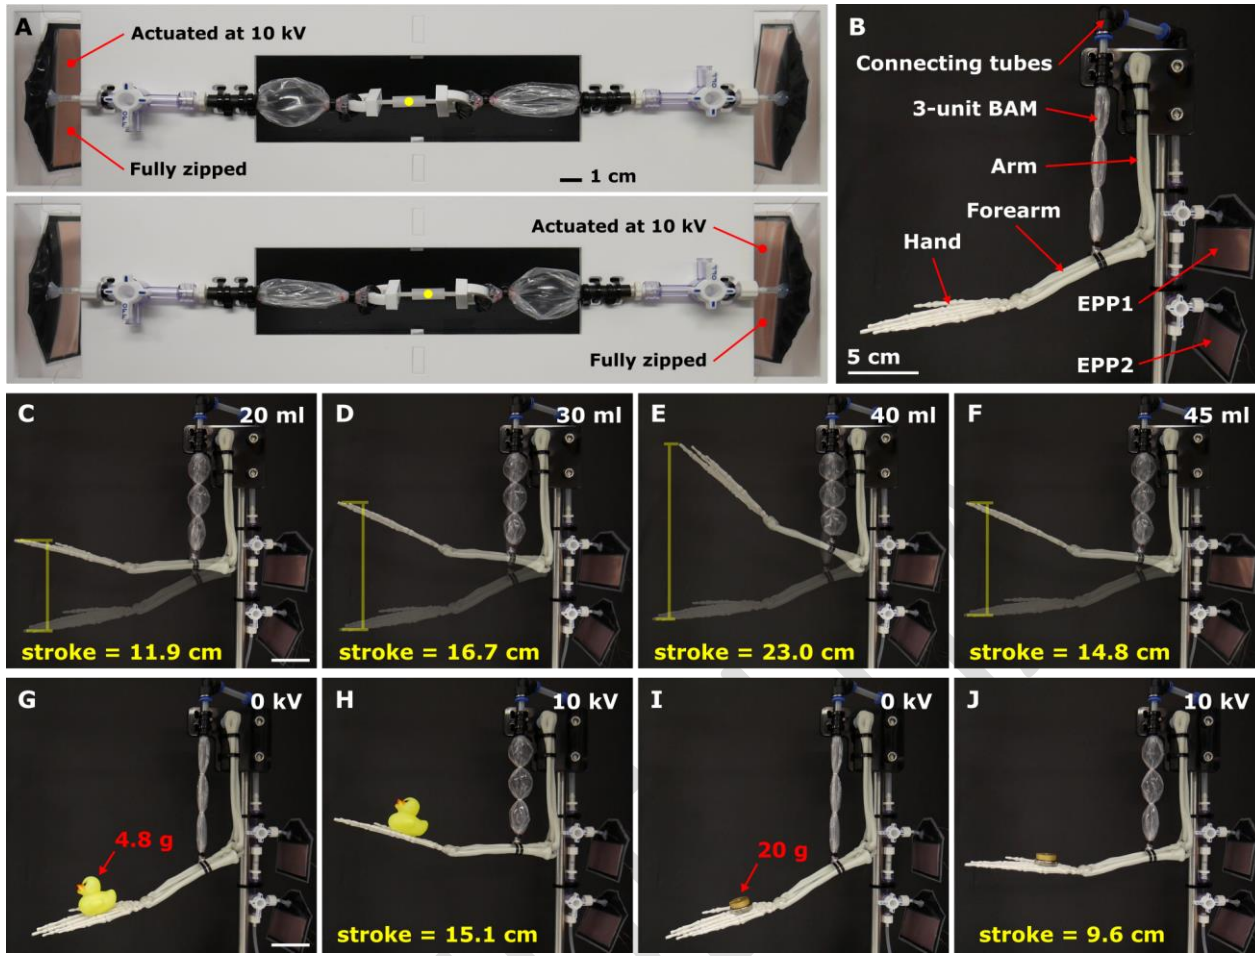 A
Actuated at 10 kV
Fully zipped
1 cm
Actuated at 10 kV
Fully zipped
B
Connecting tubes
3-unit BAM
Arm
Forearm
Hand
EPP1
5 cm
EPP2
C
20 ml
stroke = 11.9 cm
D
30 ml
stroke = 16.7 cm
E
40 ml
stroke = 23.0 cm
F
45 ml
stroke = 14.8 cm
G
0 kV
4.8 g
H
10 kV
stroke = 15.1 cm
I
0 kV
20 g
J
10 kV
stroke = 9.6 cm